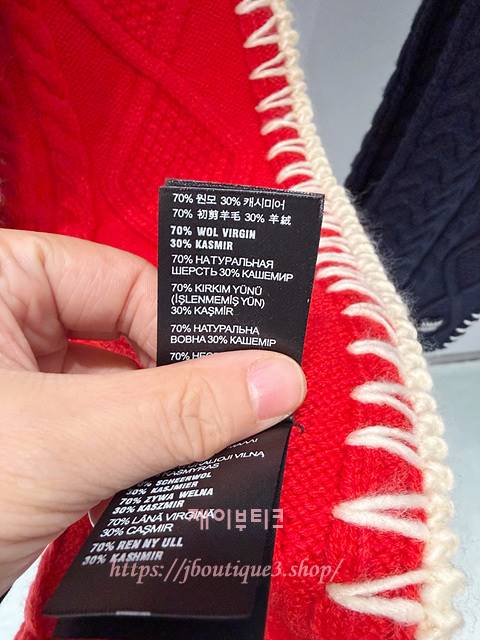 70% 원모 30% 캐시미어
70% 初剪羊毛 30% 羊絨
70% WOL VIRGIN
30% KASMIR
70% НАТУРАЛЬНАЯ
ШЕРСТЬ 30% КАШЕМИР
70% KIRKIM YÜNÜ
(İŞLENMEMİŞ YÜN)
30% KAŞMİR
70% НАТУРАЛЬНА
ВОВНА 30% КАШЕМІР
70%
VILNA
KASMYRAS
SCHEERWOL
30% KASJMIER
70% ZYWA WELNA
30% KASZMIR
70% LÂNĂ VIRGINĂ
30% CAŞMIR
70% REN NY ULL
30% KASHMIR
제이부티크
https://jboutique3.shop/